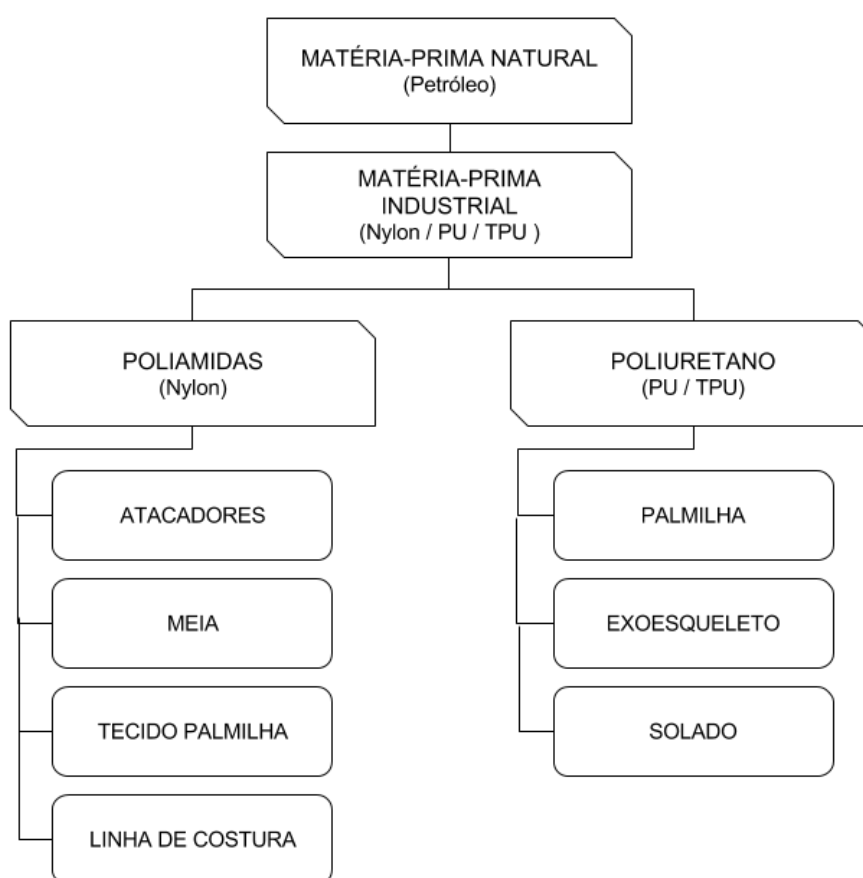 MATÉRIA-PRIMA NATURAL
(Petróleo)
MATÉRIA-PRIMA
INDUSTRIAL
(Nylon / PU / TPU )
POLIAMIDAS
(Nylon)
ATACADORES
MEIA
TECIDO PALMILHA
LINHA DE COSTURA
POLIURETANO
(PU / TPU)
PALMILHA
EXOESQUELETO
SOLADO